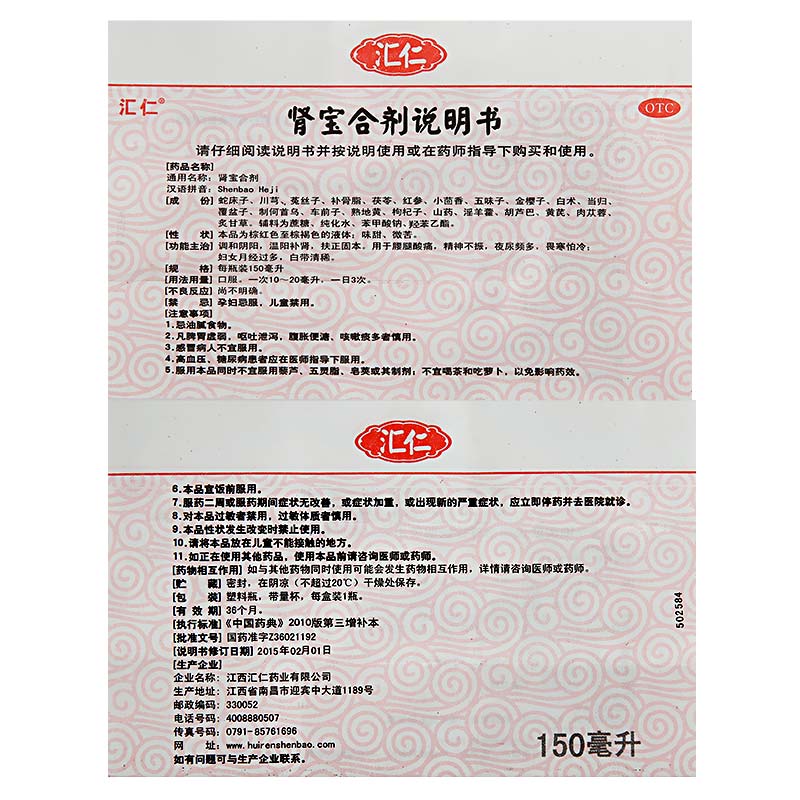 汇仁
汇仁®
OTC
肾宝合剂说明书
请仔细阅读说明书并按说明使用或在药师指导下购买和使用。
[药品名称]
通用名称：肾宝合剂
汉语拼音：Shenbao Heji
[成　份] 蛇床子、川芎、菟丝子、补骨脂、茯苓、红参、小茴香、五味子、金樱子、白术、当归、
覆盆子、制何首乌、车前子、熟地黄、枸杞子、山药、淫羊藿、胡芦巴、黄芪、肉苁蓉、
炙甘草。辅料为蔗糖、纯化水、苯甲酸钠、羟苯乙酯。
[性　状] 本品为棕红色至棕褐色的液体；味甜、微苦。
[功能主治] 调和阴阳，温阳补肾，扶正固本。用于腰腿酸痛，精神不振，夜尿频多，畏寒怕冷；
妇女月经过多，白带清稀。
[规　格] 每瓶装150毫升
[用法用量] 口服。一次10～20毫升，一日3次。
[不良反应] 尚不明确。
[禁　忌] 孕妇忌服，儿童禁用。
[注意事项]
1.忌油腻食物。
2.凡脾胃虚弱，呕吐泄泻，腹胀便溏、咳嗽痰多者慎用。
3.感冒病人不宜服用。
4.高血压、糖尿病患者应在医师指导下服用。
5.服用本品同时不宜服用藜芦、五灵脂、皂荚或其制剂；不宜喝茶和吃萝卜，以免影响药效。
汇仁
6.本品宜饭前服用。
7.服药二周或服药期间症状无改善，或症状加重，或出现新的严重症状，应立即停药并去医院就诊。
8.对本品过敏者禁用，过敏体质者慎用。
9.本品性状发生改变时禁止使用。
10.请将本品放在儿童不能接触的地方。
11.如正在使用其他药品，使用本品前请咨询医师或药师。
[药物相互作用] 如与其他药物同时使用可能会发生药物相互作用，详情请咨询医师或药师。
[贮　藏] 密封，在阴凉（不超过20℃）干燥处保存。
[包　装] 塑料瓶，带量杯，每盒装1瓶。
[有 效 期] 36个月。
[执行标准]《中国药典》2010版第三增补本
[批准文号] 国药准字Z36021192
[说明书修订日期] 2015年02月01日
[生产企业]
企业名称：江西汇仁药业有限公司
生产地址：江西省南昌市迎宾中大道1189号
邮政编码：330052
电话号码：4008880507
传真号码：0791-85761696
网　　址：www.huirenshenbao.com
如有问题可与生产企业联系。
150毫升
502584